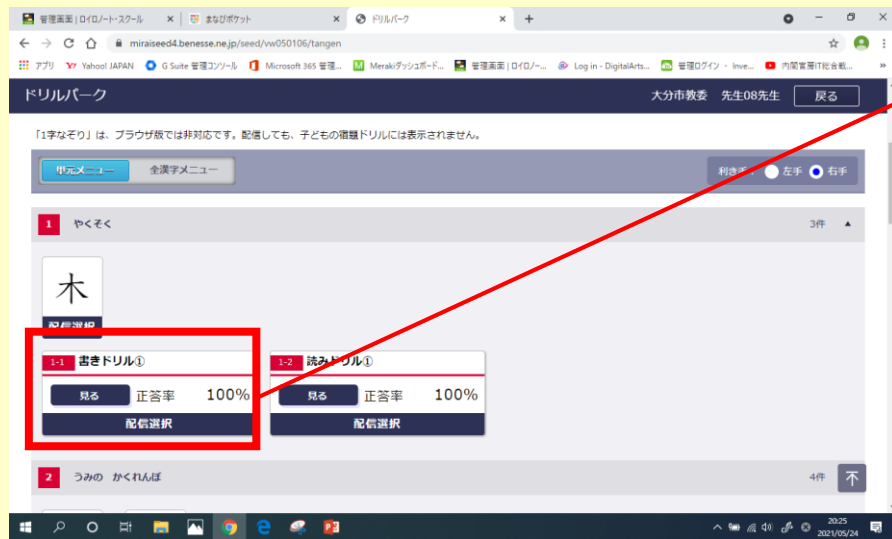 管理画面 | ロイロノート・スクール
まなびポケット
ドリルパーク
miraiseed4.benesse.ne.jp/seed/vw050106/tangen
アプリ Yahoo! JAPAN G Suite 管理コンソール Microsoft 365 管理... Merakiダッシュボード... 管理画面 | ロイロノー... Log in - DigitalArts... 管理ログイン - Inve... 内閣官房IT総合戦... »
ドリルパーク 大分市教委 先生08先生 戻る
「1字なぞり」は、ブラウザ版では非対応です。配信しても、子どもの宿題ドリルには表示されません。
単元メニュー 全漢字メニュー 利き手: 左手 右手
1 やくそく 3件
木
配信選択
1-1 書きドリル① 1-2 読みドリル①
見る 正答率 100% 見る 正答率 100%
配信選択 配信選択
2 うみの かくれんぼ 4件
20:25
2021/05/24